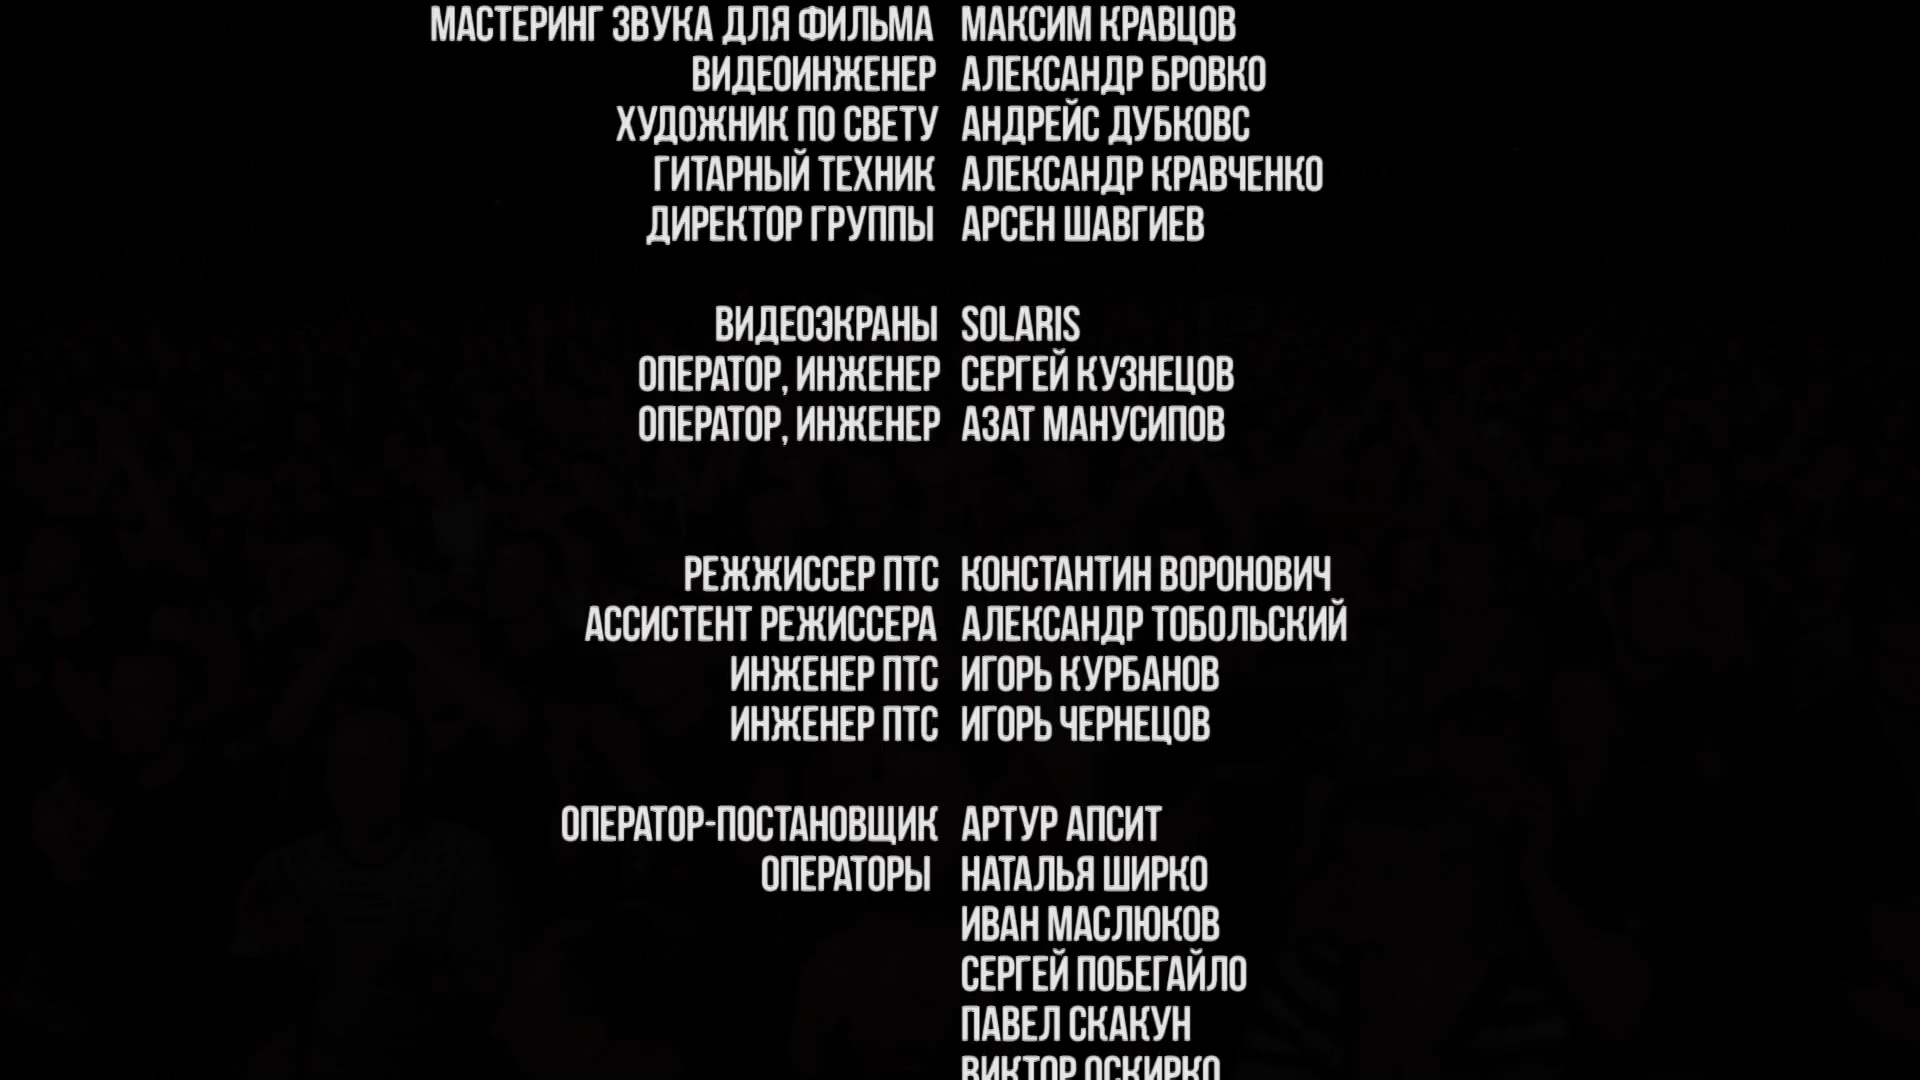 МАСТЕРИНГ ЗВУКА ДЛЯ ФИЛЬМА МАКСИМ КРАВЦОВ
ВИДЕОИНЖЕНЕР АЛЕКСАНДР БРОВКО
ХУДОЖНИК ПО СВЕТУ АНДРЕЙС ДУБКОВС
ГИТАРНЫЙ ТЕХНИК АЛЕКСАНДР КРАВЧЕНКО
ДИРЕКТОР ГРУППЫ АРСЕН ШАВГИЕВ
ВИДЕОЭКРАНЫ SOLARIS
ОПЕРАТОР, ИНЖЕНЕР СЕРГЕЙ КУЗНЕЦОВ
ОПЕРАТОР, ИНЖЕНЕР АЗАТ МАНУСИПОВ
РЕЖЖИССЕР ПТС КОНСТАНТИН ВОРОНОВИЧ
АССИСТЕНТ РЕЖИССЕРА АЛЕКСАНДР ТОБОЛЬСКИЙ
ИНЖЕНЕР ПТС ИГОРЬ КУРБАНОВ
ИНЖЕНЕР ПТС ИГОРЬ ЧЕРНЕЦОВ
ОПЕРАТОР-ПОСТАНОВЩИК АРТУР АПСИТ
ОПЕРАТОРЫ НАТАЛЬЯ ШИРКО
ИВАН МАСЛЮКОВ
СЕРГЕЙ ПОБЕГАЙЛО
ПАВЕЛ СКАКУН
ВИКТОР ОСКИРКО